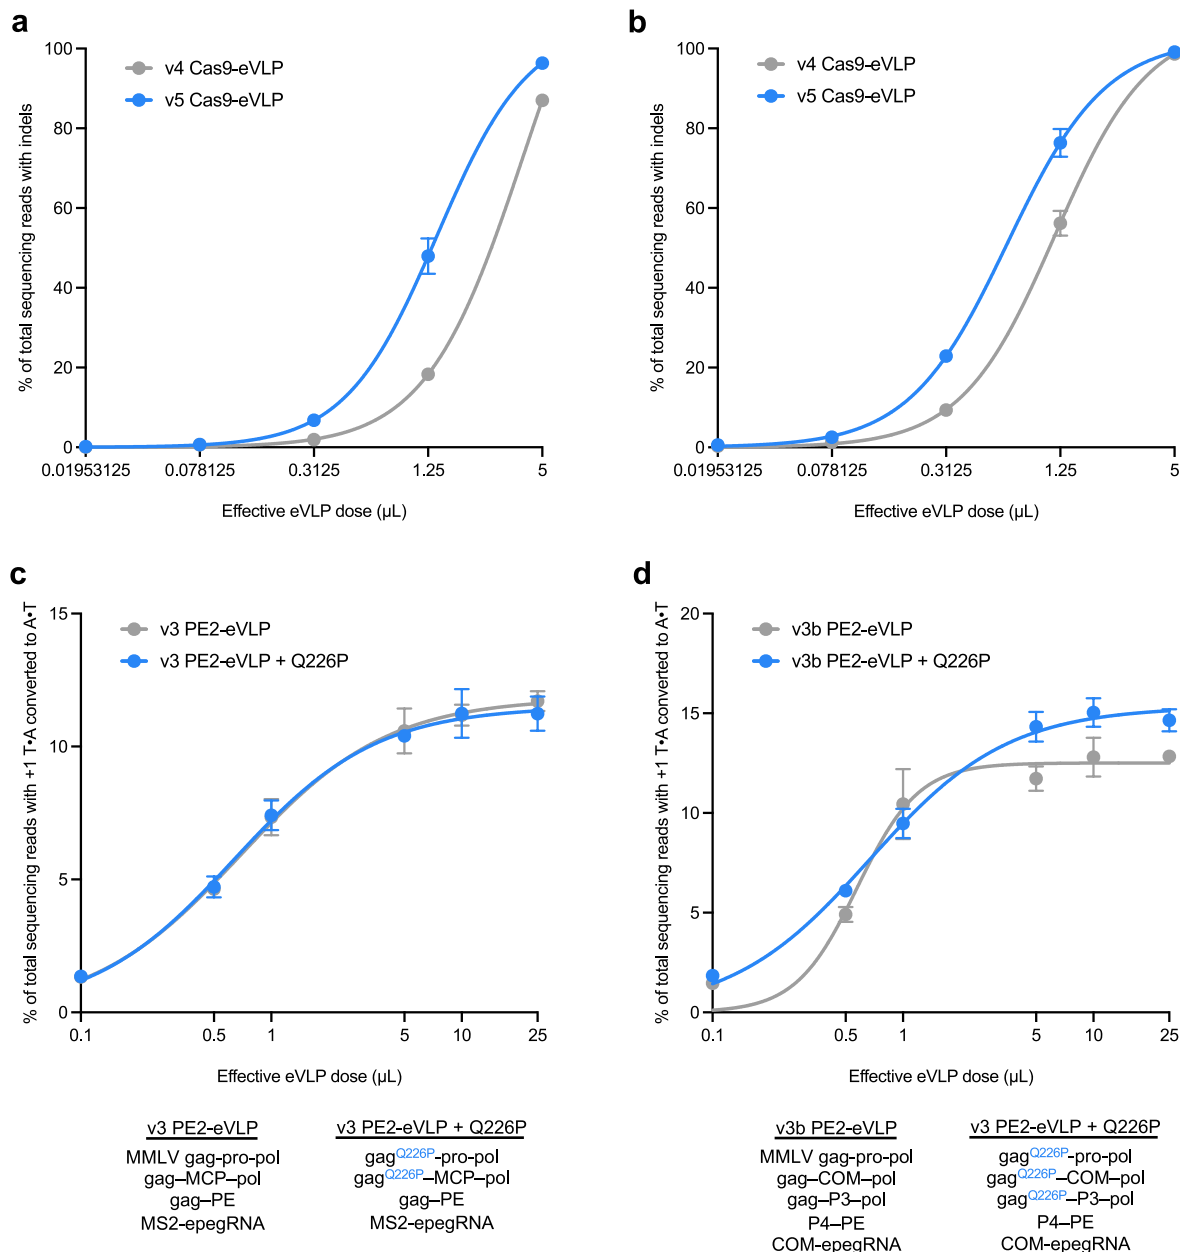 a
v4 Cas9-eVLP
v5 Cas9-eVLP
% of total sequencing reads with indels
100
80
60
40
20
0
0.01953125
0.078125
0.3125
1.25
5
Effective eVLP dose (µL)
b
v4 Cas9-eVLP
v5 Cas9-eVLP
% of total sequencing reads with indels
100
80
60
40
20
0
0.01953125
0.078125
0.3125
1.25
5
Effective eVLP dose (µL)
c
v3 PE2-eVLP
v3 PE2-eVLP + Q226P
% of total sequencing reads with +1 T•A converted to A•T
15
10
5
0
0.1
0.5
1
5
10
25
Effective eVLP dose (µL)
v3 PE2-eVLP
MMLV gag-pro-pol
gag–MCP–pol
gag–PE
MS2-epegRNA
v3 PE2-eVLP + Q226P
gagQ226P-pro-pol
gagQ226P–MCP–pol
gag–PE
MS2-epegRNA
d
v3b PE2-eVLP
v3b PE2-eVLP + Q226P
% of total sequencing reads with +1 T•A converted to A•T
20
15
10
5
0
0.1
0.5
1
5
10
25
Effective eVLP dose (µL)
v3b PE2-eVLP
MMLV gag-pro-pol
gag–COM–pol
gag–P3–pol
P4–PE
COM-epegRNA
v3 PE2-eVLP + Q226P
gagQ226P-pro-pol
gagQ226P–COM–pol
gagQ226P–P3–pol
P4–PE
COM-epegRNA